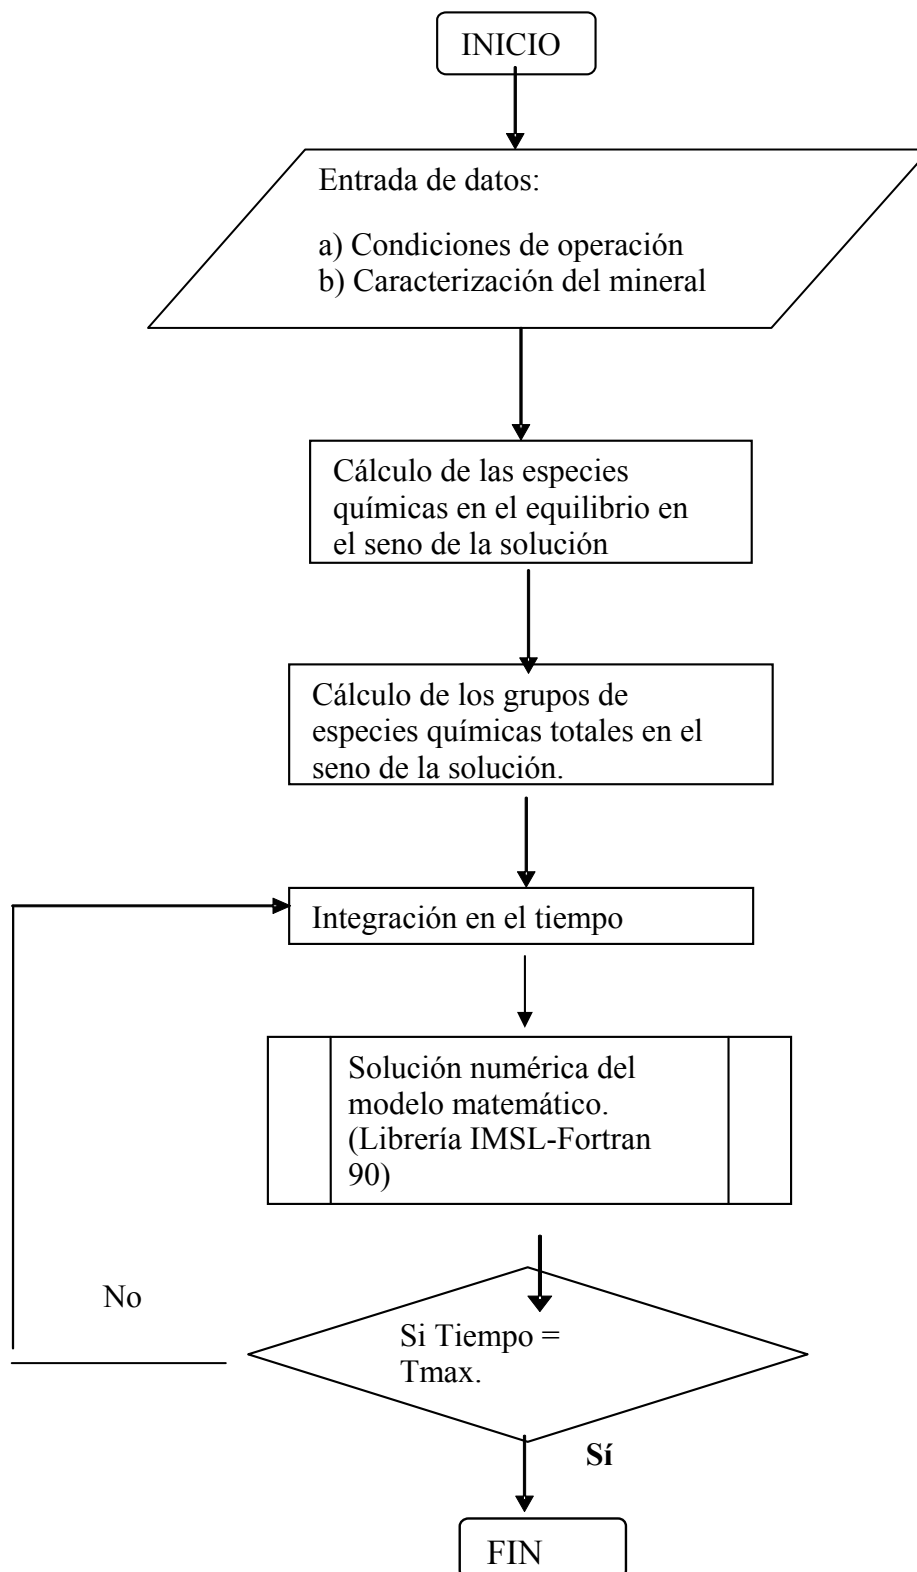 INICIO
Entrada de datos:
a) Condiciones de operación
b) Caracterización del mineral
Cálculo de las especies
químicas en el equilibrio en
el seno de la solución
Cálculo de los grupos de
especies químicas totales en el
seno de la solución.
Integración en el tiempo
Solución numérica del
modelo matemático.
(Librería IMSL-Fortran
90)
No
Si Tiempo =
Tmax.
Sí
FIN